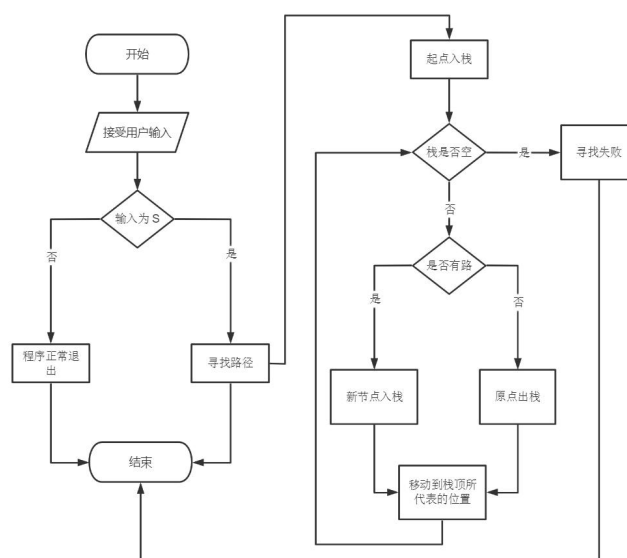 开始
接受用户输入
输入为 S
否
是
程序正常退
出
寻找路径
结束
起点入栈
栈是否空
是
寻找失败
否
是否有路
是
否
新节点入栈
原点出栈
移动到栈顶所
代表的位置